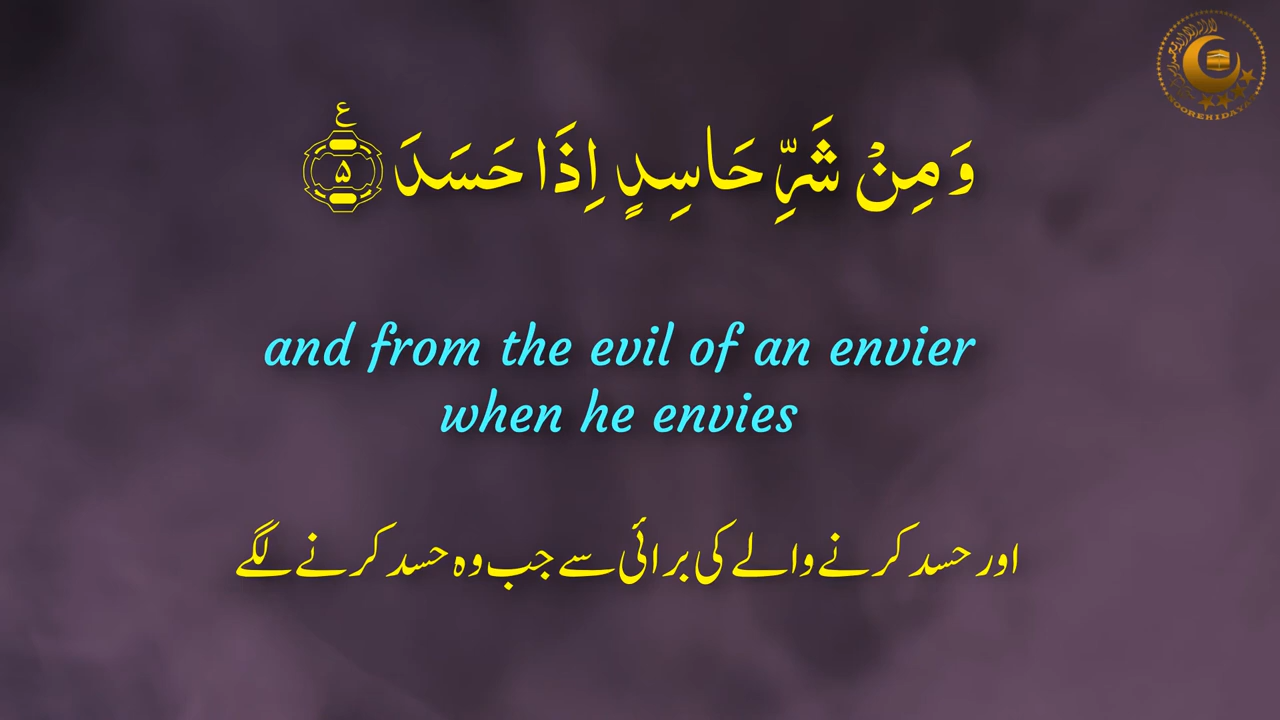 وَمِنْ شَرِّ حَاسِدٍ اِذَا حَسَدَ ۵
ع
and from the evil of an envier
when he envies
اور حسد کرنے والے کی برائی سے جب وہ حسد کرنے لگے
NOOREHIDAYA